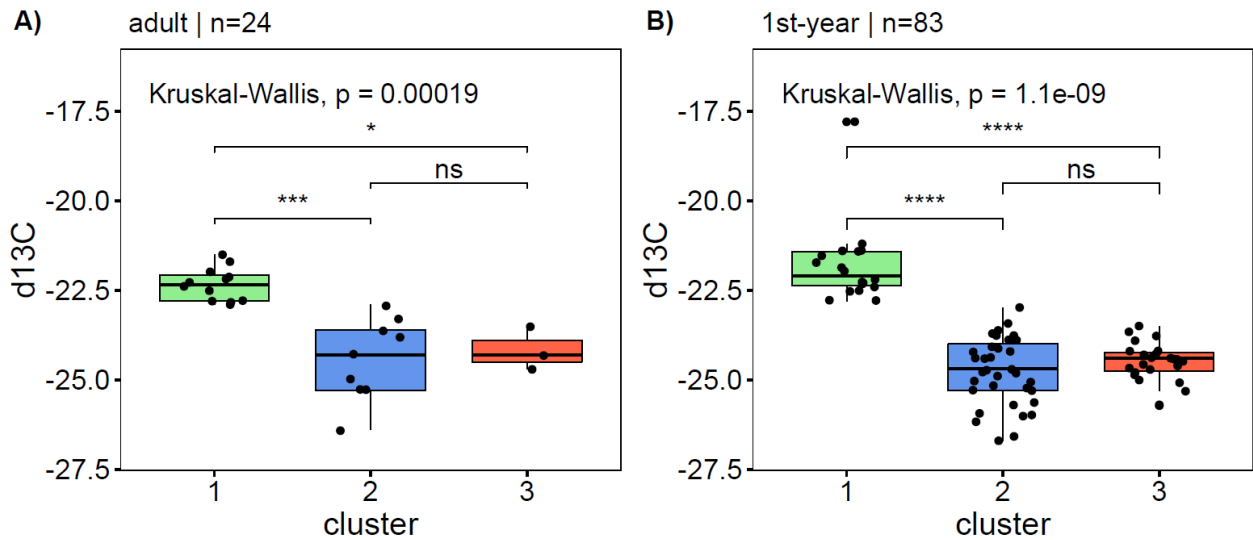 A) adult | n=24
Kruskal-Wallis, p = 0.00019
*
ns
***
-17.5
-20.0
-22.5
-25.0
-27.5
d13C
1 2 3
cluster
B) 1st-year | n=83
Kruskal-Wallis, p = 1.1e-09
****
ns
****
-17.5
-20.0
-22.5
-25.0
-27.5
d13C
1 2 3
cluster